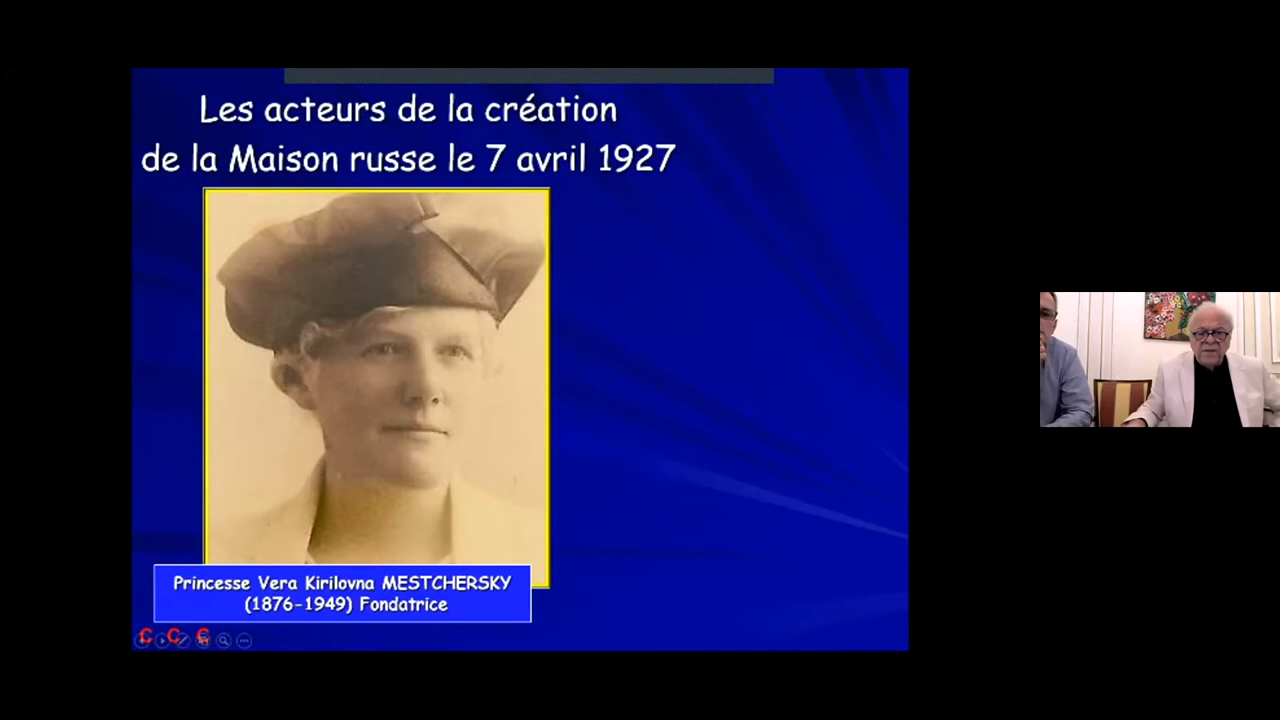 Les acteurs de la création
de la Maison russe le 7 avril 1927
Princesse Vera Kirilovna MESTCHERSKY
(1876-1949) Fondatrice
C C C